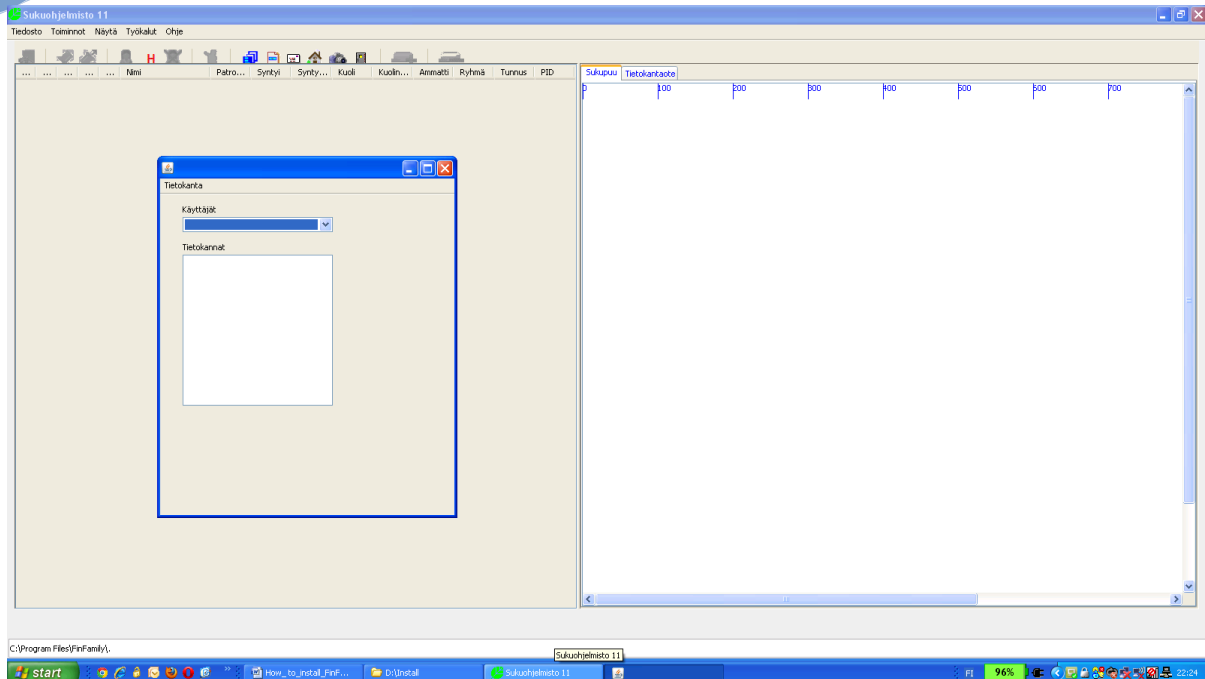 Sukuohjelmisto 11
Tiedosto Toiminnot Näytä Työkalut Ohje
H
... ... ... ... ... Nimi Patro... Syntyi Synty... Kuoli Kuolin... Ammatti Ryhmä Tunnus PID
Sukupuu Tietokantaote
0 100 200 300 400 500 600 700
Tietokanta
Käyttäjät
Tietokannat
C:\Program Files\FinFamily\.
Sukuohjelmisto 11
start How_to_install_FinF... D:\Install Sukuohjelmisto 11 FI 96% 22:24